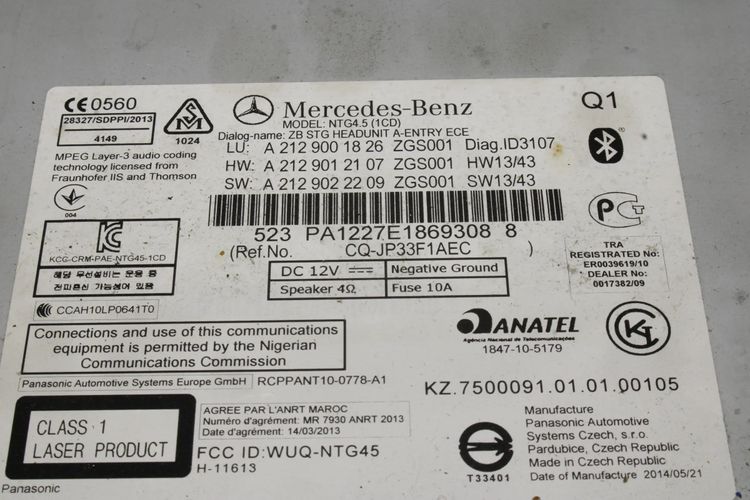 CE0560
28327/SDPPI/2013
4149
SM
1024
Mercedes-Benz
Q1
MODEL: NTG4.5 (1CD)
Dialog-name: ZB STG HEADUNIT A-ENTRY ECE
LU: A 212 900 18 26 ZGS001 Diag.ID3107
HW: A 212 901 21 07 ZGS001 HW13/43
SW: A 212 902 22 09 ZGS001 SW13/43
MPEG Layer-3 audio coding
technology licensed from
Fraunhofer IIS and Thomson
004
523 PA1227E1869308 8
(Ref.No. CQ-JP33F1AEC )
KCG-CRM-PAE-NTG45-1CD
해당 무선설비는 운용 중
전파혼신 가능성이 있음
DC 12V Negative Ground
Speaker 4Ω Fuse 10A
TRA
REGISTERED No:
ER0039619/10
DEALER No:
0017382/09
CCAH10LP0641T0
Connections and use of this communications
equipment is permitted by the Nigerian
Communications Commission
ANATEL
Agência Nacional de Telecomunicações
1847-10-5179
Panasonic Automotive Systems Europe GmbH
RCPPANT10-0778-A1
KZ.7500091.01.01.00105
CLASS 1
LASER PRODUCT
AGREE PAR L'ANRT MAROC
Numéro d'agrément: MR 7930 ANRT 2013
Date d'agrément: 14/03/2013
FCC ID:WUQ-NTG45
H-11613
T33401
Manufacture
Panasonic Automotive
Systems Czech, s.r.o.
Pardubice, Czech Republic
Made in Czech Republic
Date of Manufacture 2014/05/21
Panasonic